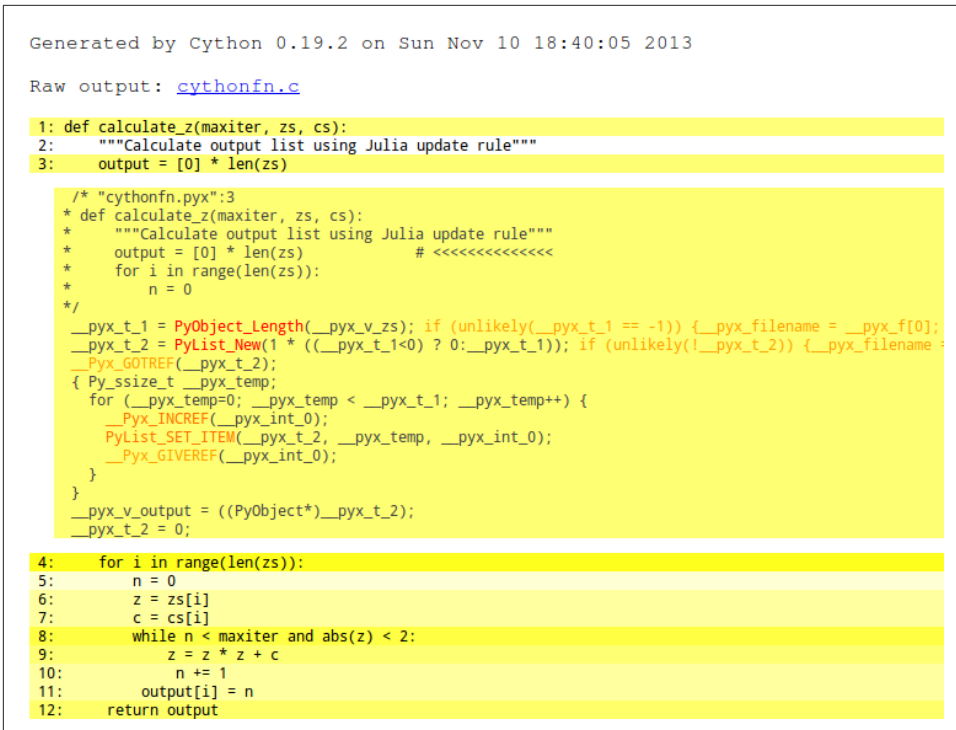 Generated by Cython 0.19.2 on Sun Nov 10 18:40:05 2013
Raw output: cythonfn.c
1: def calculate_z(maxiter, zs, cs):
2:     """Calculate output list using Julia update rule"""
3:     output = [0] * len(zs)
/* "cythonfn.pyx":3
* def calculate_z(maxiter, zs, cs):
*     """Calculate output list using Julia update rule"""
*     output = [0] * len(zs)             # <<<<<<<<<<<<<<
*     for i in range(len(zs)):
*         n = 0
*/
__pyx_t_1 = PyObject_Length(__pyx_v_zs); if (unlikely(__pyx_t_1 == -1)) {__pyx_filename = __pyx_f[0];
__pyx_t_2 = PyList_New(1 * ((__pyx_t_1<0) ? 0:__pyx_t_1)); if (unlikely(!__pyx_t_2)) {__pyx_filename =
__Pyx_GOTREF(__pyx_t_2);
{ Py_ssize_t __pyx_temp;
for (__pyx_temp=0; __pyx_temp < __pyx_t_1; __pyx_temp++) {
__Pyx_INCREF(__pyx_int_0);
PyList_SET_ITEM(__pyx_t_2, __pyx_temp, __pyx_int_0);
__Pyx_GIVEREF(__pyx_int_0);
}
}
__pyx_v_output = ((PyObject*)__pyx_t_2);
__pyx_t_2 = 0;
4:     for i in range(len(zs)):
5:         n = 0
6:         z = zs[i]
7:         c = cs[i]
8:         while n < maxiter and abs(z) < 2:
9:             z = z * z + c
10:             n += 1
11:         output[i] = n
12:     return output